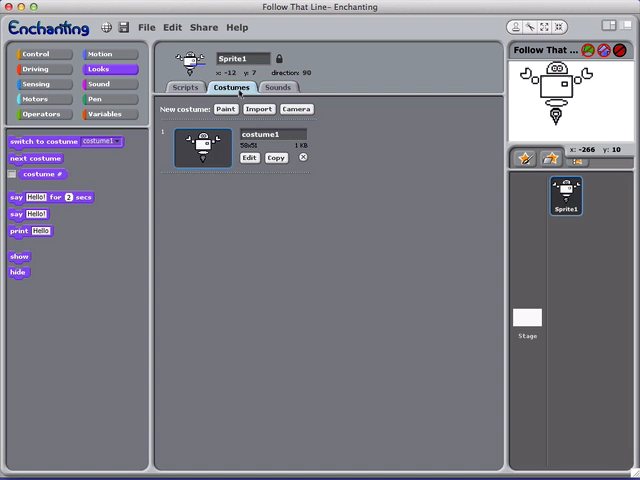 Follow That Line- Enchanting
Enchanting
File Edit Share Help
Control Motion
Driving Looks
Sensing Sound
Motors Pen
Operators Variables
switch to costume costume1
next costume
costume #
say Hello! for 2 secs
say Hello!
print Hello
show
hide
Sprite1
x: -12 y: 7 direction: 90
Scripts Costumes Sounds
New costume: Paint Import Camera
1
costume1
58x51 1 KB
Edit Copy
Follow That ...
x: -266 y: 10
Sprite1
Stage